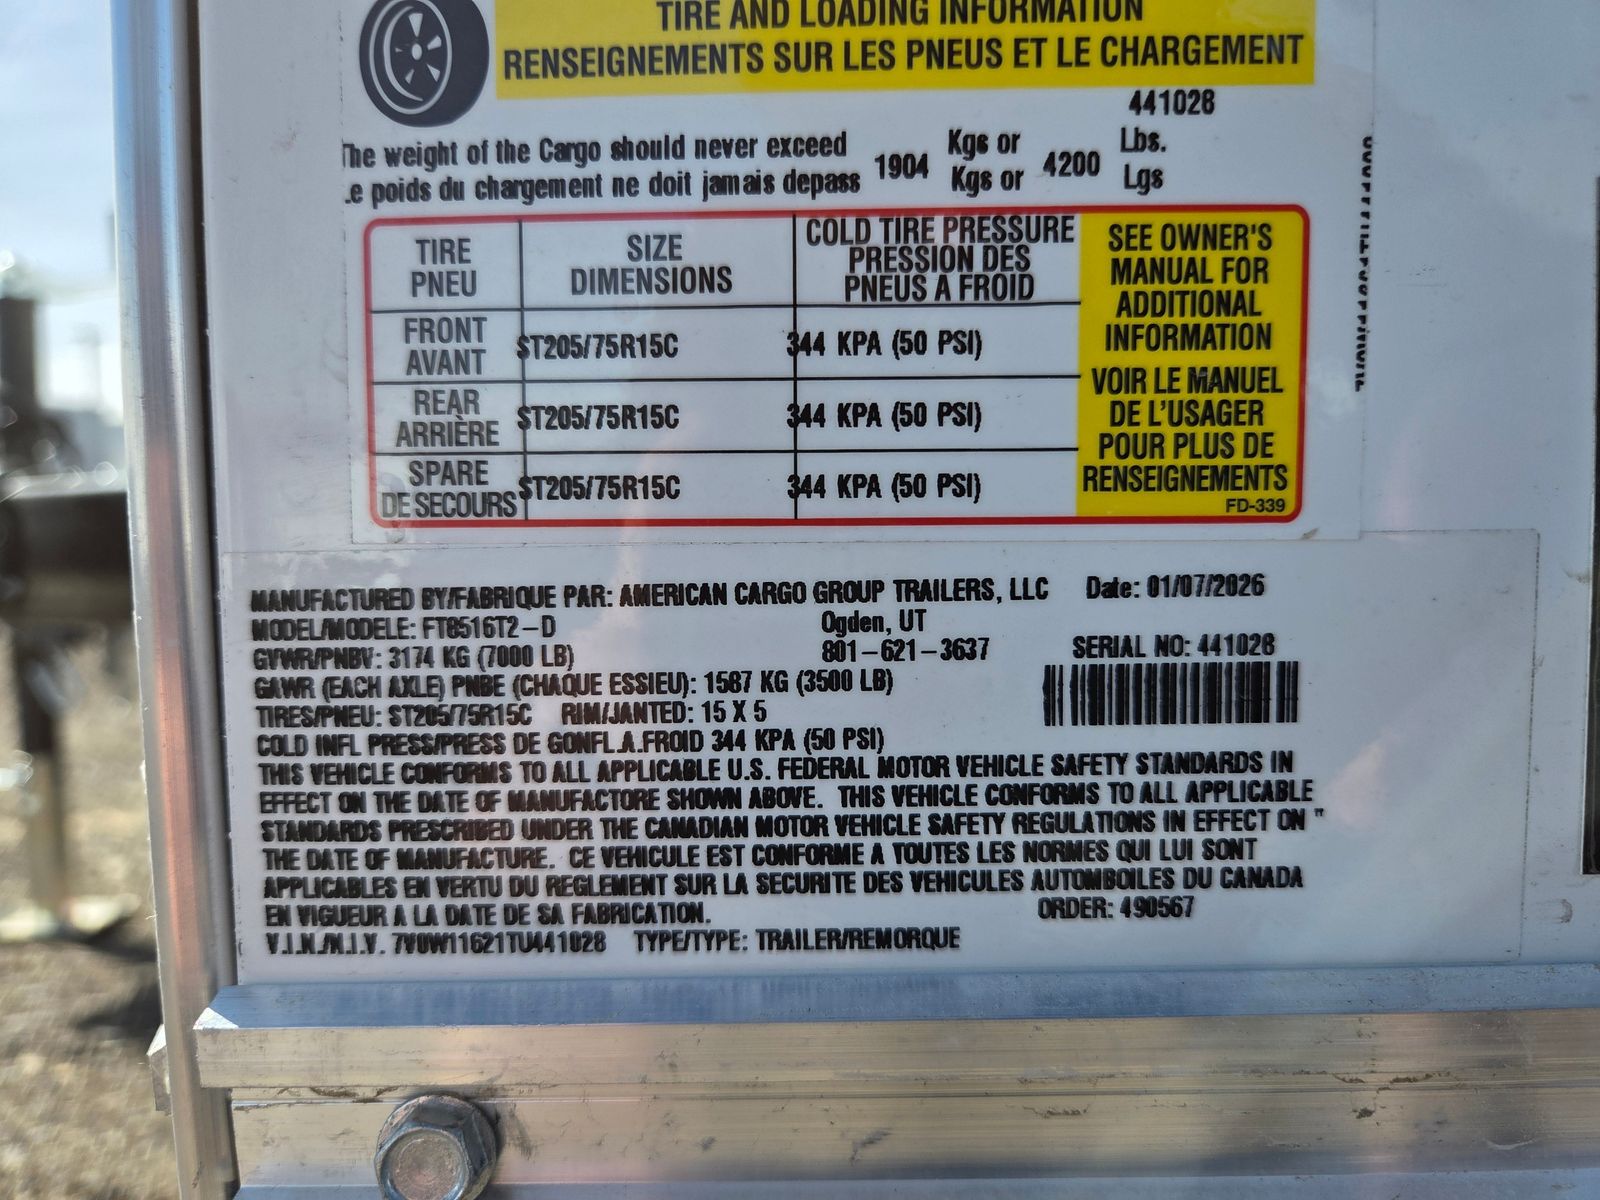 TIRE AND LOADING INFORMATION
RENSEIGNEMENTS SUR LES PNEUS ET LE CHARGEMENT
441028
The weight of the Cargo should never exceed 1904 Kgs or 4200 Lbs.
Le poids du chargement ne doit jamais depass Kgs or Lgs
TIRE PNEU SIZE DIMENSIONS COLD TIRE PRESSURE PRESSION DES PNEUS A FROID
FRONT AVANT ST205/75R15C 344 KPA (50 PSI)
REAR ARRIÈRE ST205/75R15C 344 KPA (50 PSI)
SPARE DE SECOURS ST205/75R15C 344 KPA (50 PSI)
SEE OWNER'S
MANUAL FOR
ADDITIONAL
INFORMATION
VOIR LE MANUEL
DE L'USAGER
POUR PLUS DE
RENSEIGNEMENTS
FD-339
MANUFACTURED BY/FABRIQUE PAR: AMERICAN CARGO GROUP TRAILERS, LLC Date: 01/07/2026
MODEL/MODELE: FT8516T2-D Ogden, UT
GVWR/PNBV: 3174 KG (7000 LB) 801-621-3637 SERIAL NO: 441028
GAWR (EACH AXLE) PNBE (CHAQUE ESSIEU): 1587 KG (3500 LB)
TIRES/PNEU: ST205/75R15C RIM/JANTED: 15 X 5
COLD INFL PRESS/PRESS DE GONFL.A.FROID 344 KPA (50 PSI)
THIS VEHICLE CONFORMS TO ALL APPLICABLE U.S. FEDERAL MOTOR VEHICLE SAFETY STANDARDS IN
EFFECT ON THE DATE OF MANUFACTORE SHOWN ABOVE. THIS VEHICLE CONFORMS TO ALL APPLICABLE
STANDARDS PRESCRIBED UNDER THE CANADIAN MOTOR VEHICLE SAFETY REGULATIONS IN EFFECT ON "
THE DATE OF MANUFACTURE. CE VEHICULE EST CONFORME A TOUTES LES NORMES QUI LUI SONT
APPLICABLES EN VERTU DU REGLEMENT SUR LA SECURITE DES VEHICULES AUTOMBOILES DU CANADA
EN VIGUEUR A LA DATE DE SA FABRICATION. ORDER: 490567
V.I.N./N.I.V. 7V0W11621TU441028 TYPE/TYPE: TRAILER/REMORQUE